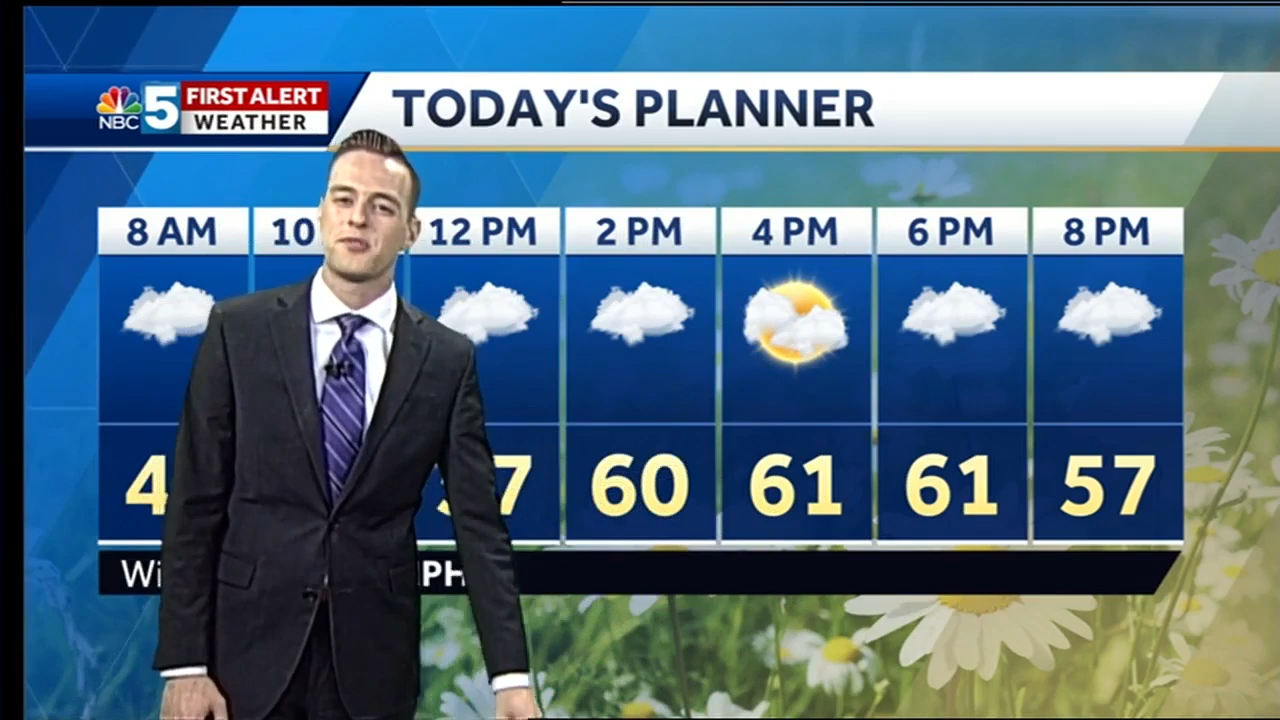 NBC 5 FIRST ALERT
WEATHER
TODAY'S PLANNER
8 AM 10 12 PM 2 PM 4 PM 6 PM 8 PM
60 61 61 57